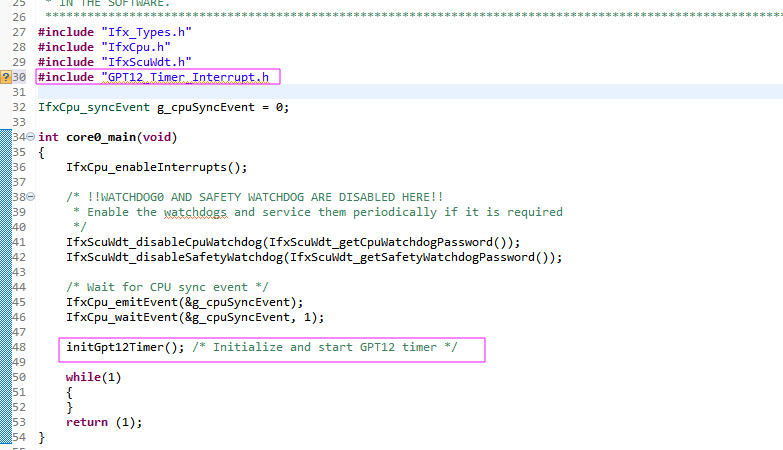 25
26 * IN THE SOFTWARE.
27 #include "Ifx_Types.h"
28 #include "IfxCpu.h"
29 #include "IfxScuWdt.h"
30 #include "GPT12_Timer_Interrupt.h
31
32 IfxCpu_syncEvent g_cpuSyncEvent = 0;
33
34 int core0_main(void)
35 {
36 IfxCpu_enableInterrupts();
37
38 /* !!WATCHDOG0 AND SAFETY WATCHDOG ARE DISABLED HERE!!
39 * Enable the watchdogs and service them periodically if it is required
40 */
41 IfxScuWdt_disableCpuWatchdog(IfxScuWdt_getCpuWatchdogPassword());
42 IfxScuWdt_disableSafetyWatchdog(IfxScuWdt_getSafetyWatchdogPassword());
43
44 /* Wait for CPU sync event */
45 IfxCpu_emitEvent(&g_cpuSyncEvent);
46 IfxCpu_waitEvent(&g_cpuSyncEvent, 1);
47
48 initGpt12Timer(); /* Initialize and start GPT12 timer */
49
50 while(1)
51 {
52 }
53 return (1);
54 }